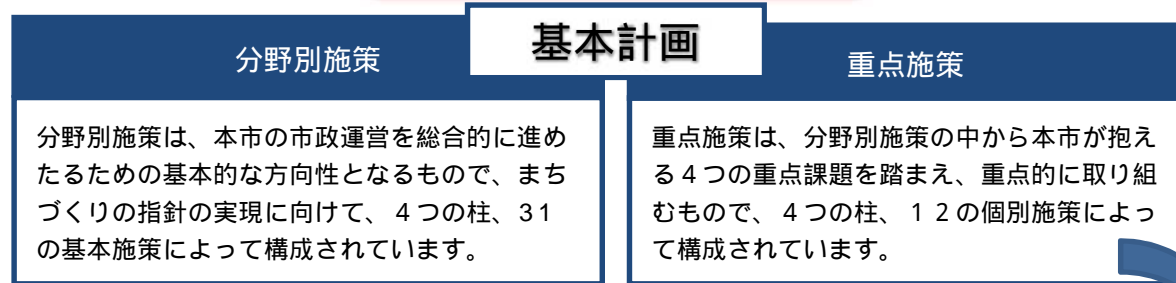 基本計画
分野別施策
分野別施策は、本市の市政運営を総合的に進め
たるための基本的な方向性となるもので、まち
づくりの指針の実現に向けて、４つの柱、31
の基本施策によって構成されています。
重点施策
重点施策は、分野別施策の中から本市が抱え
る４つの重点課題を踏まえ、重点的に取り組
むもので、４つの柱、１２の個別施策によっ
て構成されています。